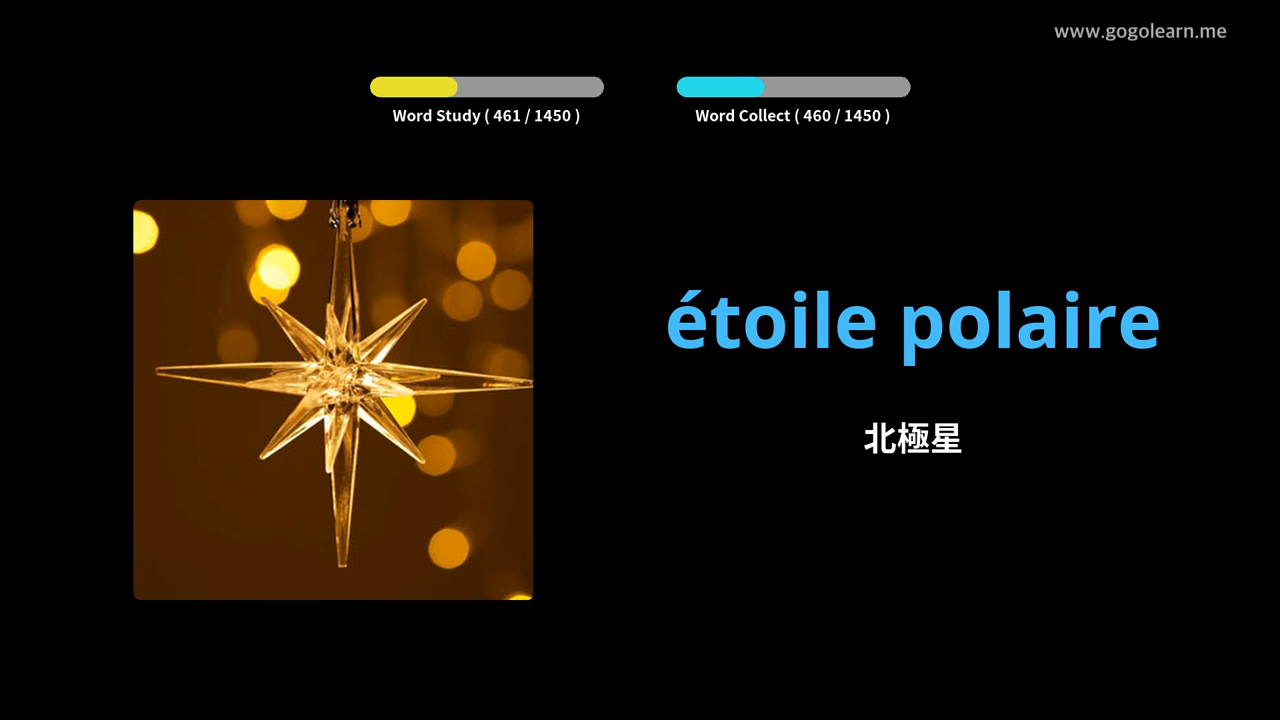 www.gogolearn.me
Word Study ( 461 / 1450 )
Word Collect ( 460 / 1450 )
étoile polaire
北極星